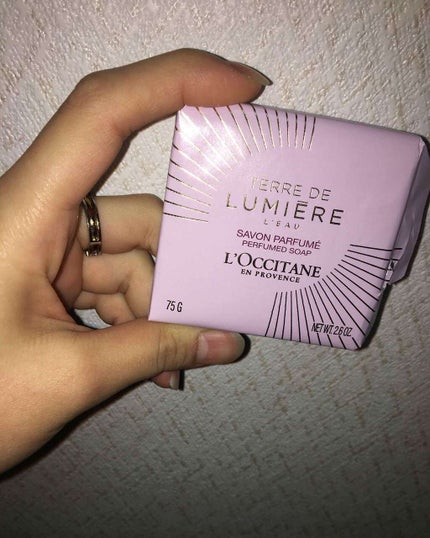 TERRE DE
LUMIÈRE
L'EAU
SAVON PARFUMÉ
PERFUMED SOAP
L'OCCITANE
EN PROVENCE
75 G
NET WT. 2.6 OZ